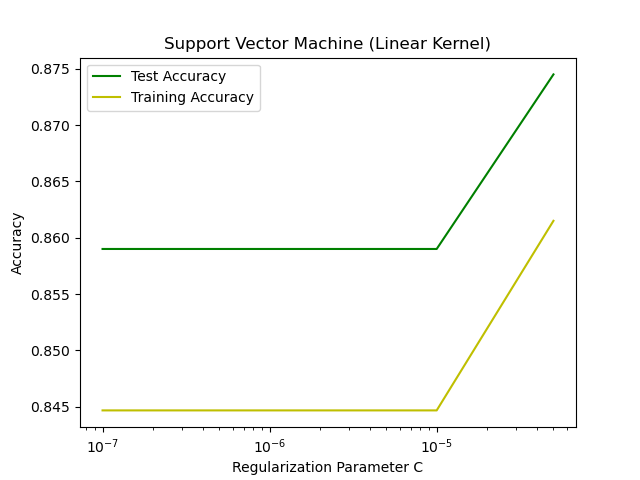 Support Vector Machine (Linear Kernel)
Test Accuracy
Training Accuracy
Accuracy
0.875
0.870
0.865
0.860
0.855
0.850
0.845
10⁻⁷ 10⁻⁶ 10⁻⁵
Regularization Parameter C